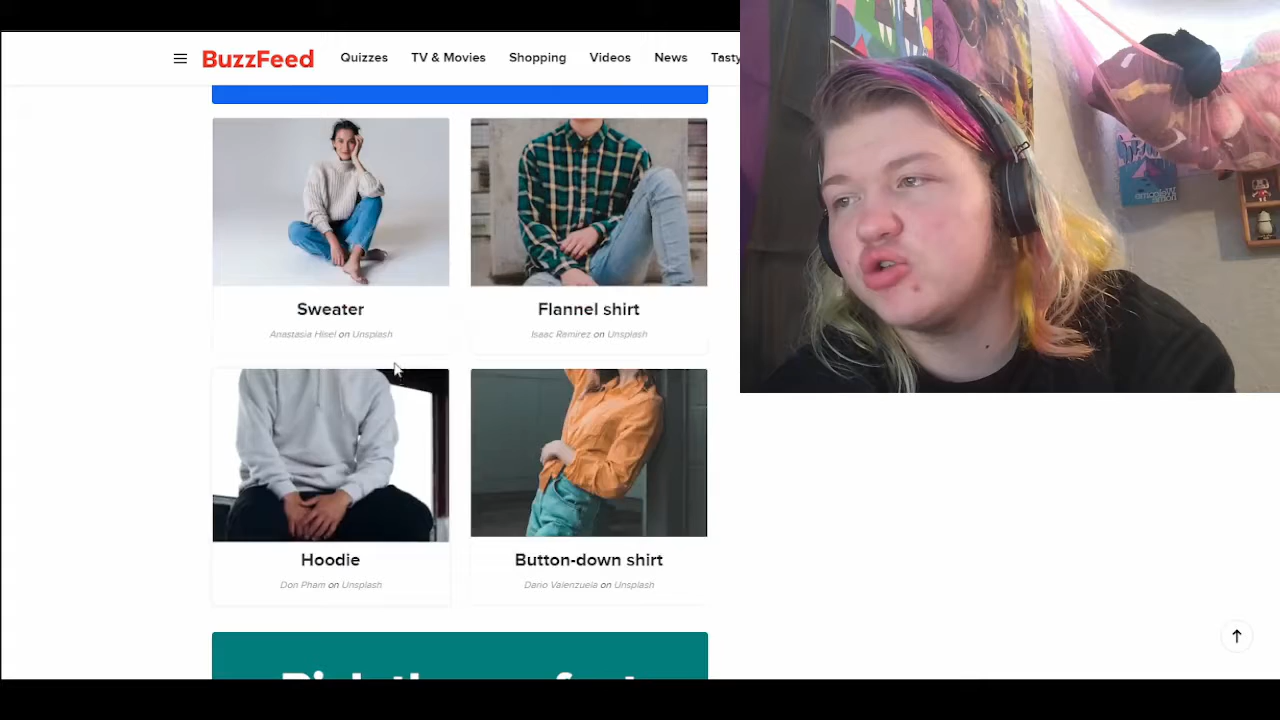 BuzzFeed Quizzes TV & Movies Shopping Videos News Tasty
Sweater
Anastasia Hisel on Unsplash
Flannel shirt
Isaac Ramirez on Unsplash
Hoodie
Don Pham on Unsplash
Button-down shirt
Dario Valenzuela on Unsplash